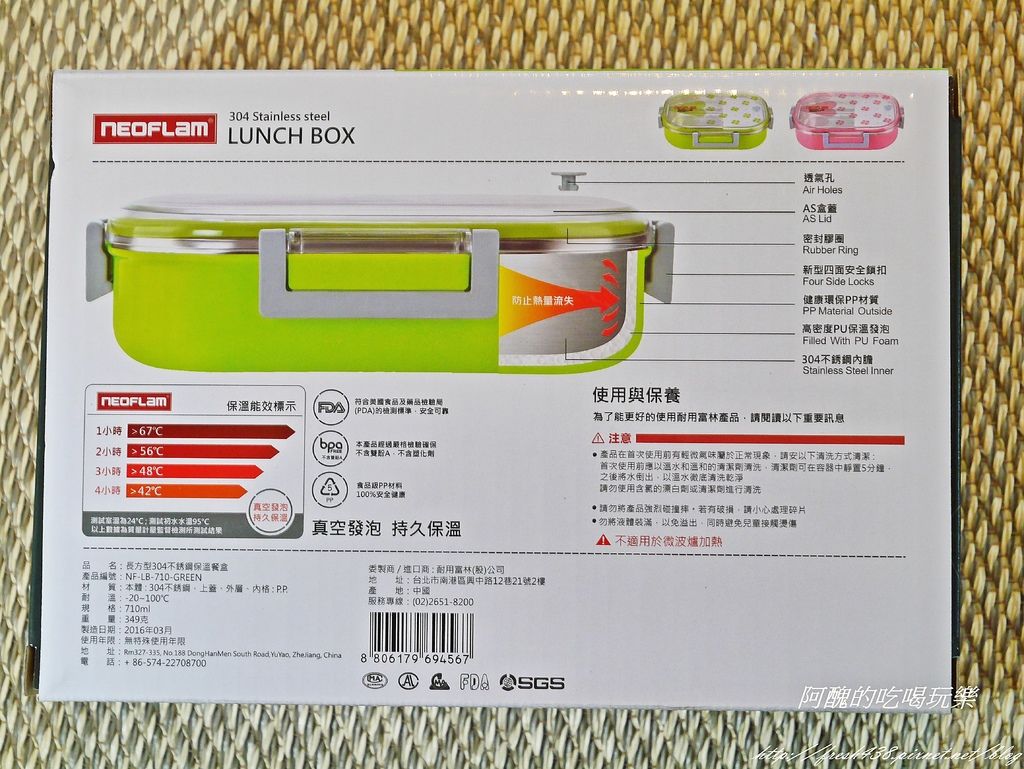 NEOFLAM
304 Stainless steel
LUNCH BOX
透氣孔
Air Holes
AS盒蓋
AS Lid
密封膠圈
Rubber Ring
新型四面安全鎖扣
Four Side Locks
健康環保PP材質
PP Material Outside
高密度PU保溫發泡
Filled With PU Foam
304不銹鋼內膽
Stainless Steel Inner
防止熱量流失
NEOFLAM
保溫能效標示
1小時 >67℃
2小時 >56℃
3小時 >48℃
4小時 >42℃
真空發泡
持久保溫
測試室溫為24℃; 測試初水水溫95℃
以上數據為質量計量監督檢測所測試結果
FDA
符合美國食品及藥品檢驗局
(PDA)的檢測標準，安全可靠
bpa
FREE
不含雙酚A
本產品經過嚴格檢驗確保
不含雙酚A，不含塑化劑
5
PP
食品級PP材料
100%安全健康
真空發泡 持久保溫
使用與保養
為了能更好的使用耐用富林產品，請閱讀以下重要訊息
注意
•產品在首次使用前有輕微氣味屬於正常現象，請安以下清洗方式清潔：
首次使用前應以溫水和溫和的清潔劑清洗，清潔劑可在容器中靜置5分鐘，
之後將水倒出，以溫水徹底清洗乾淨
請勿使用含氯的漂白劑或清潔劑進行清洗
•請勿將產品強烈碰撞摔，若有破損，請小心處理碎片
•勿將液體裝滿，以免溢出，同時避免兒童接觸燙傷
不適用於微波爐加熱
品 名：長方型304不銹鋼保溫餐盒
產品編號：NF-LB-710-GREEN
材 質：本體:304不銹鋼，上蓋、外層、內格：P.P.
耐 溫：-20~100℃
規 格：710ml
重 量：349克
製造日期：2016年03月
使用年限：無特殊使用年限
地 址：Rm327-335, No.188 DongHanMen South Road,YuYao, ZheJiang, China
電 話：+ 86-574-22708700
委製商 / 進口商：耐用富林(股)公司
地 址：台北市南港區興中路12巷21號2樓
產 地：中國
服務專線：(02)2651-8200
8 806179 694567
FDA
SGS
阿醜的吃喝玩樂
http://fresh438.pixnet.net/blog